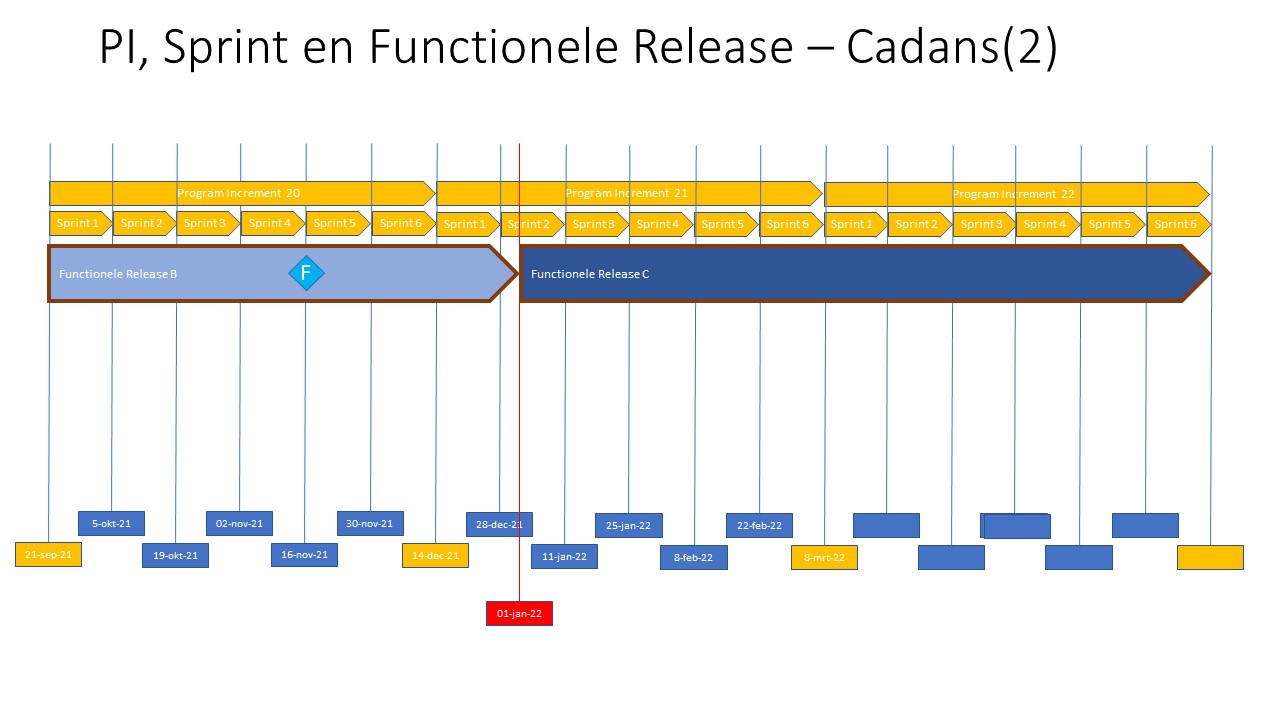 PI, Sprint en Functionele Release – Cadans(2)
Program Increment 20
Program Increment 21
Program Increment 22
Sprint 1
Sprint 2
Sprint 3
Sprint 4
Sprint 5
Sprint 6
Sprint 1
Sprint 2
Sprint 3
Sprint 4
Sprint 5
Sprint 6
Sprint 1
Sprint 2
Sprint 3
Sprint 4
Sprint 5
Sprint 6
Functionele Release B
F
Functionele Release C
5-okt-21
02-nov-21
30-nov-21
28-dec-21
25-jan-22
22-feb-22
21-sep-21
19-okt-21
16-nov-21
14-dec-21
11-jan-22
8-feb-22
8-mrt-22
01-jan-22